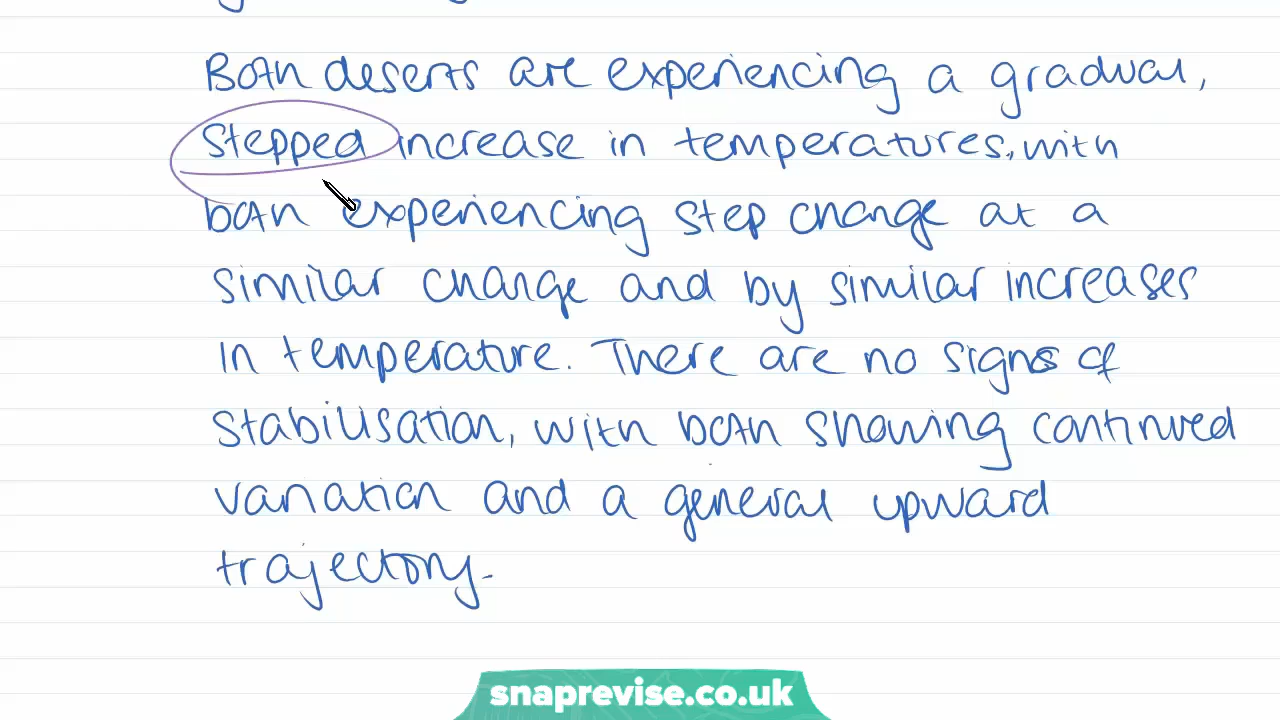 Both deserts are experiencing a gradual,
stepped increase in temperatures, with
both experiencing step change at a
similar change and by similar increases
in temperature. There are no signs of
stabilisation, with both showing continued
variation and a general upward
trajectory.
snaprevise.co.uk